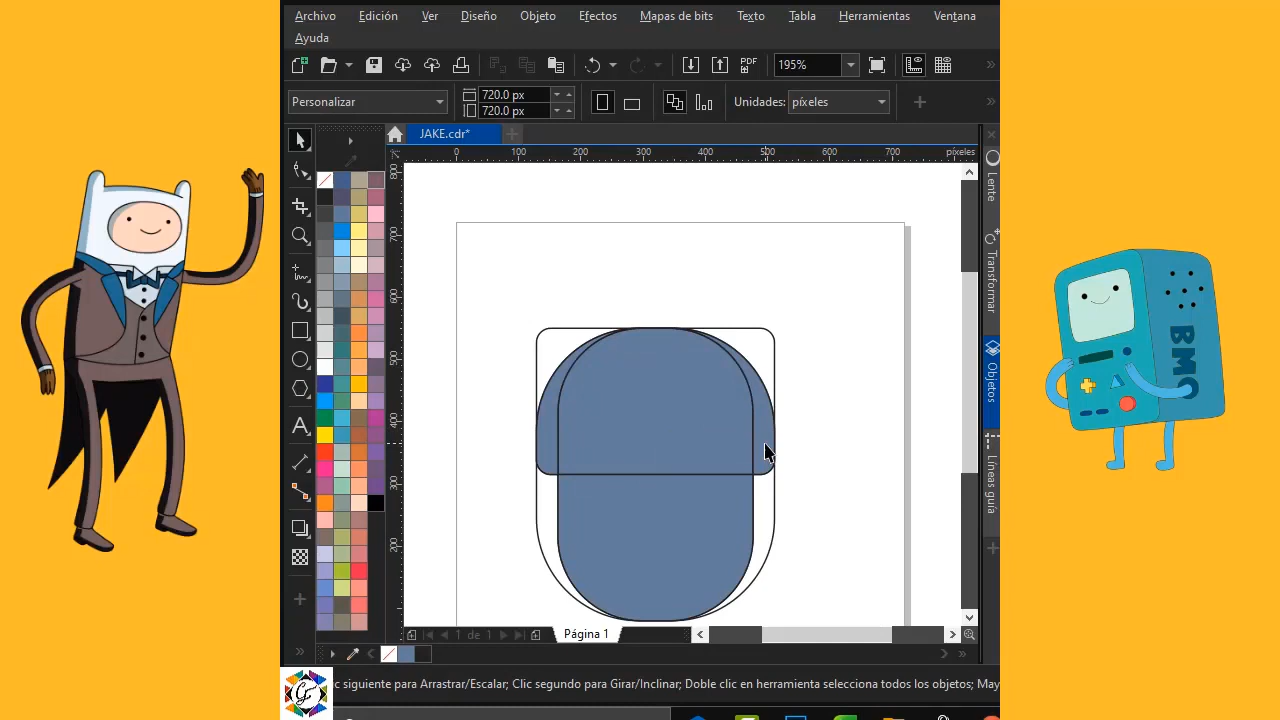 Archivo Edición Ver Diseño Objeto Efectos Mapas de bits Texto Tabla Herramientas Ventana
Ayuda
PDF 195% »
Personalizar 720.0 px 720.0 px Unidades: píxeles »
JAKE.cdr*
0 100 200 300 400 500 600 700 píxeles
800
700
600
500
400
300
200
Lente
Transformar
Objetos
Líneas guía
BMO
1 de 1 Página 1
c siguiente para Arrastrar/Escalar; Clic segundo para Girar/Inclinar; Doble clic en herramienta selecciona todos los objetos; May